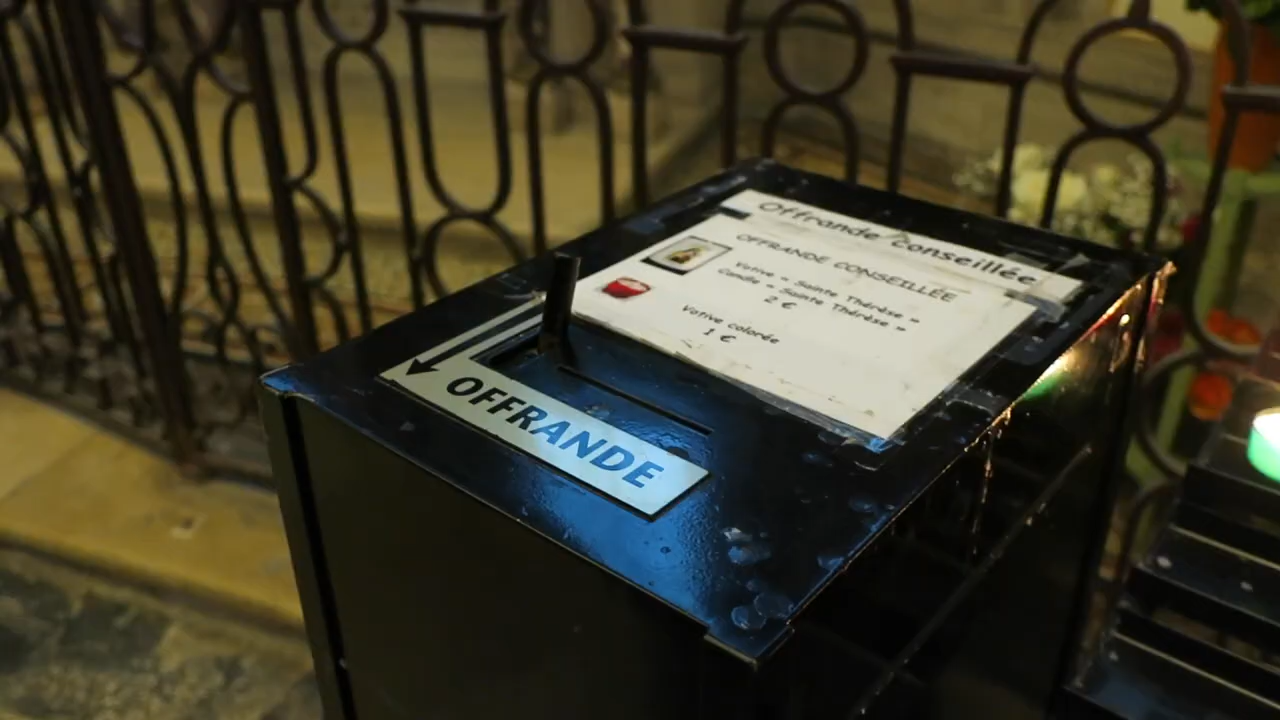 Offrande conseillée
OFFRANDE CONSEILLÉE
Votive « Sainte Thérèse »
Candle « Sainte Thérèse »
2 €
Votive colorée
1 €
OFFRANDE